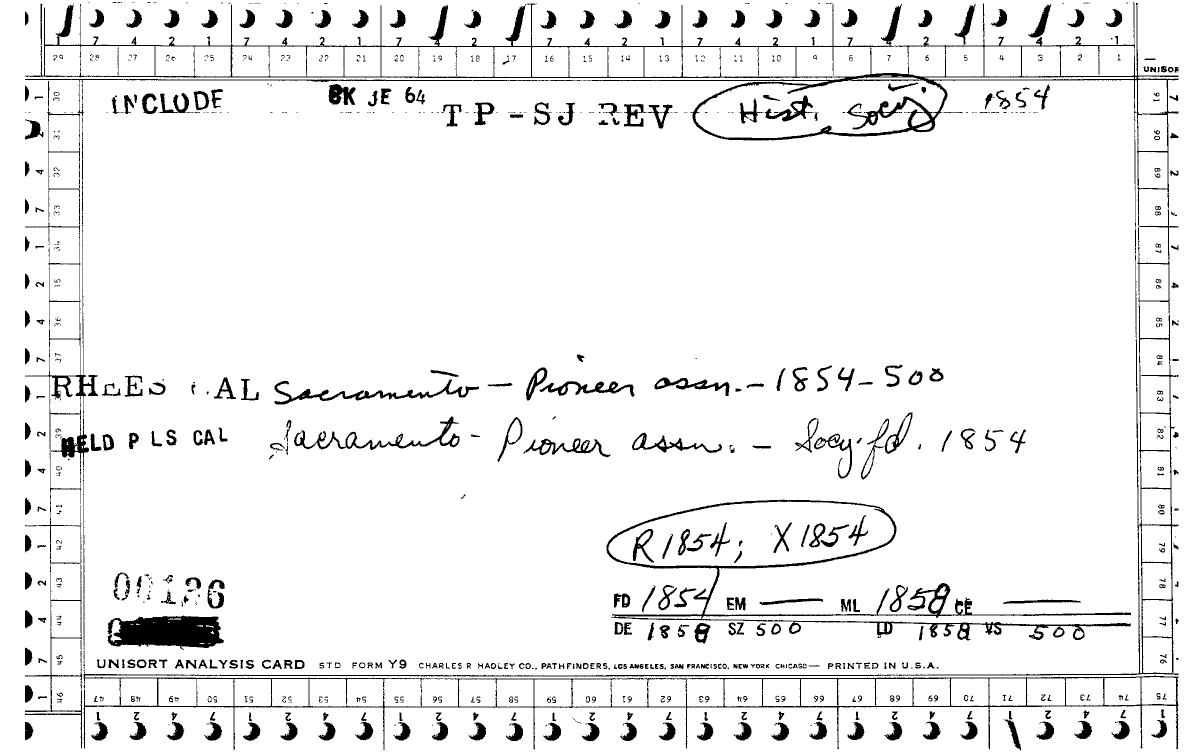 7 4 2 1 7 4 2 1 7 4 2 1 7 4 2 1 7 4 2 1 7 4 2 1 7 4 2 1
29 28 27 26 25 24 23 22 21 20 19 18 17 16 15 14 13 12 11 10 9 8 7 6 5 4 3 2 1
UNISOR
INCLUDE BK JE 64 TP-SJ REV Hist. Socy 1854
RHEES CAL Sacramento — Pioneer assn. — 1854 — 500
HELD P LS CAL Sacramento - Pioneer assn. — Socy. fd. 1854
R 1854; X 1854
00136
FD 1854 EM — ML 1858 CE —
DE 1858 SZ 500 LD 1858 VS 500
UNISORT ANALYSIS CARD STD FORM Y9 CHARLES R HADLEY CO., PATHFINDERS, LOS ANGELES, SAN FRANCISCO, NEW YORK CHICAGO — PRINTED IN U.S.A.
30 31 32 33 34 35 36 37 39 40 41 42 43 44 45 46
91 90 89 88 87 86 85 84 83 82 81 80 79 78 77 76
47 48 49 50 51 52 53 54 55 56 57 58 59 60 61 62 63 64 65 66 67 68 69 70 71 72 73 74 75
1 2 4 7 1 2 4 7 1 2 4 7 1 2 4 7 1 2 4 7 1 2 4 7 1 2 4 7 1